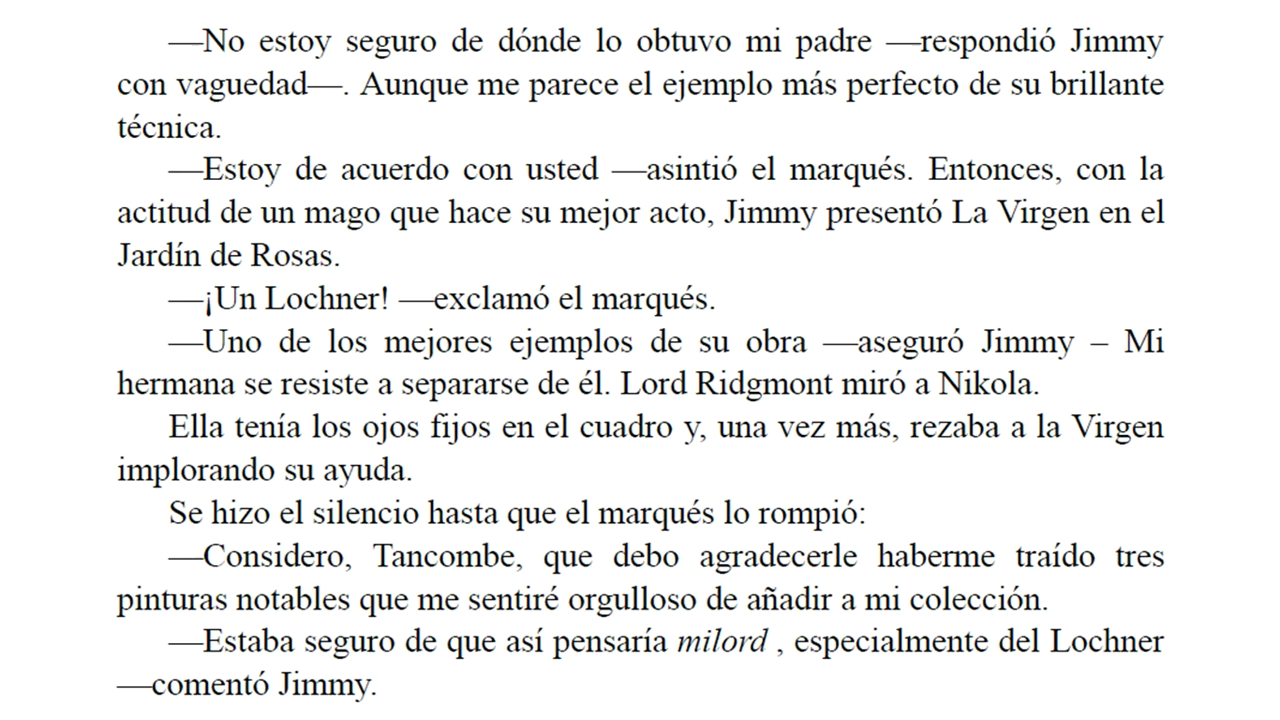 —No estoy seguro de dónde lo obtuvo mi padre —respondió Jimmy
con vaguedad—. Aunque me parece el ejemplo más perfecto de su brillante
técnica.
—Estoy de acuerdo con usted —asintió el marqués. Entonces, con la
actitud de un mago que hace su mejor acto, Jimmy presentó La Virgen en el
Jardín de Rosas.
—¡Un Lochner! —exclamó el marqués.
—Uno de los mejores ejemplos de su obra —aseguró Jimmy – Mi
hermana se resiste a separarse de él. Lord Ridgmont miró a Nikola.
Ella tenía los ojos fijos en el cuadro y, una vez más, rezaba a la Virgen
implorando su ayuda.
Se hizo el silencio hasta que el marqués lo rompió:
—Considero, Tancombe, que debo agradecerle haberme traído tres
pinturas notables que me sentiré orgulloso de añadir a mi colección.
—Estaba seguro de que así pensaría milord , especialmente del Lochner
—comentó Jimmy.